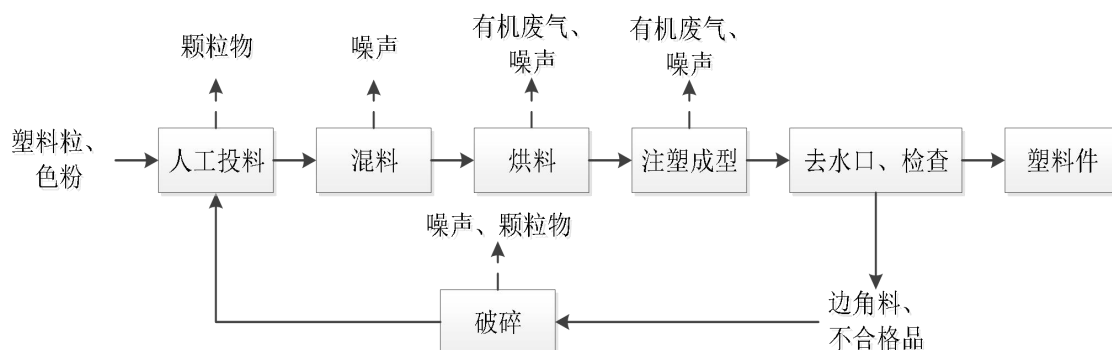 颗粒物
噪声
有机废气、
噪声
有机废气、
噪声
塑料粒、
色粉
人工投料
混料
烘料
注塑成型
去水口、检查
塑料件
噪声、颗粒物
破碎
边角料、
不合格品